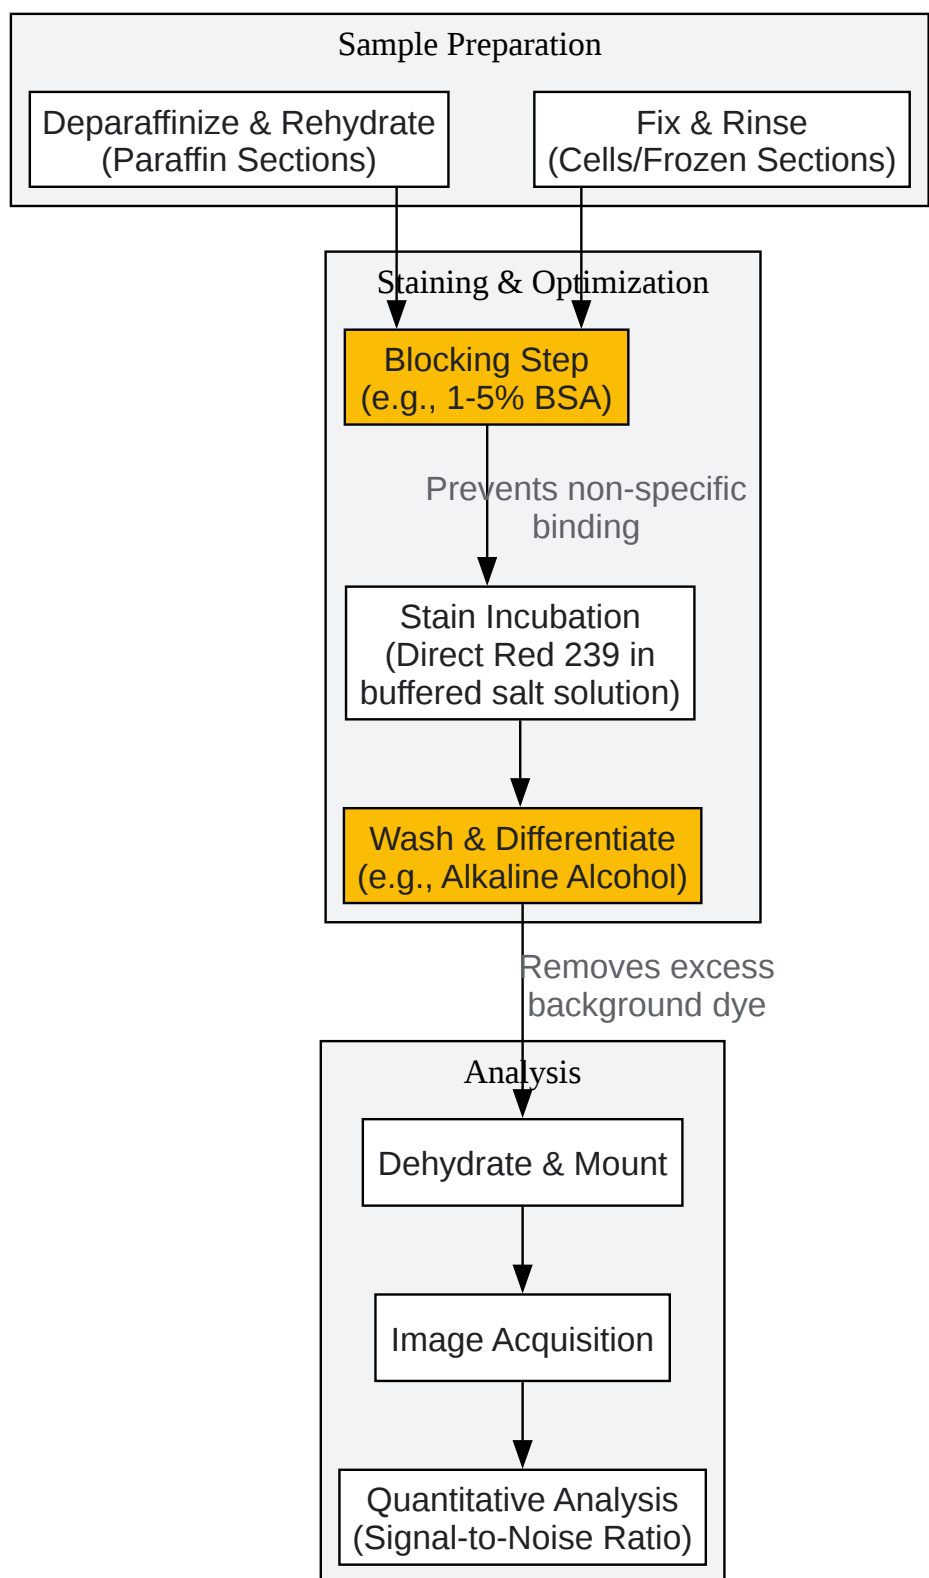 Sample Preparation
Deparaffinize & Rehydrate
(Paraffin Sections)
Fix & Rinse
(Cells/Frozen Sections)
Staining & Optimization
Blocking Step
(e.g., 1-5% BSA)
Prevents non-specific
binding
Stain Incubation
(Direct Red 239 in
buffered salt solution)
Wash & Differentiate
(e.g., Alkaline Alcohol)
Removes excess
background dye
Analysis
Dehydrate & Mount
Image Acquisition
Quantitative Analysis
(Signal-to-Noise Ratio)